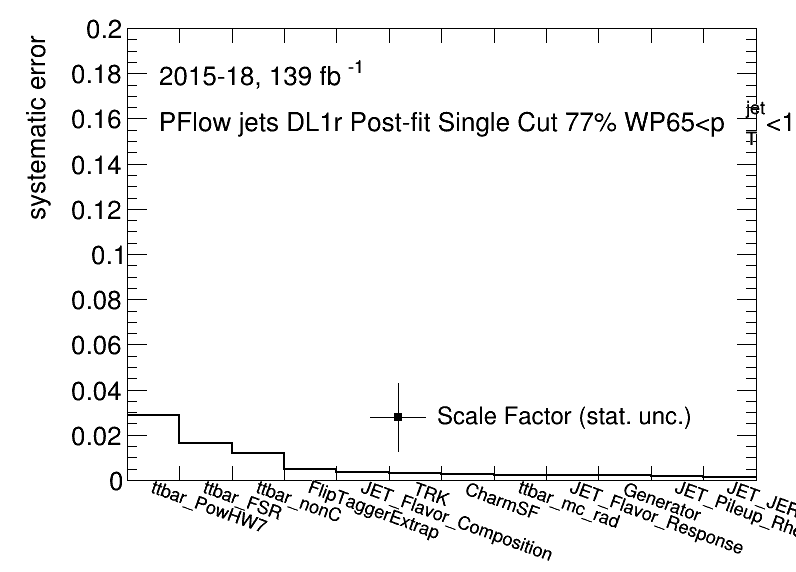 systematic error
0.2
0.18
0.16
0.14
0.12
0.1
0.08
0.06
0.04
0.02
0
2015-18, 139 fb -1
PFlow jets DL1r Post-fit Single Cut 77% WP65<p jet T <1
Scale Factor (stat. unc.)
ttbar_PowHW7
ttbar_FSR
ttbar_nonC
FlipTaggerExtrap
JET_Flavor_Composition
TRK
CharmSF
ttbar_mc_rad
JET_Flavor_Response
Generator
JET_Pileup_Rho
JET_JER